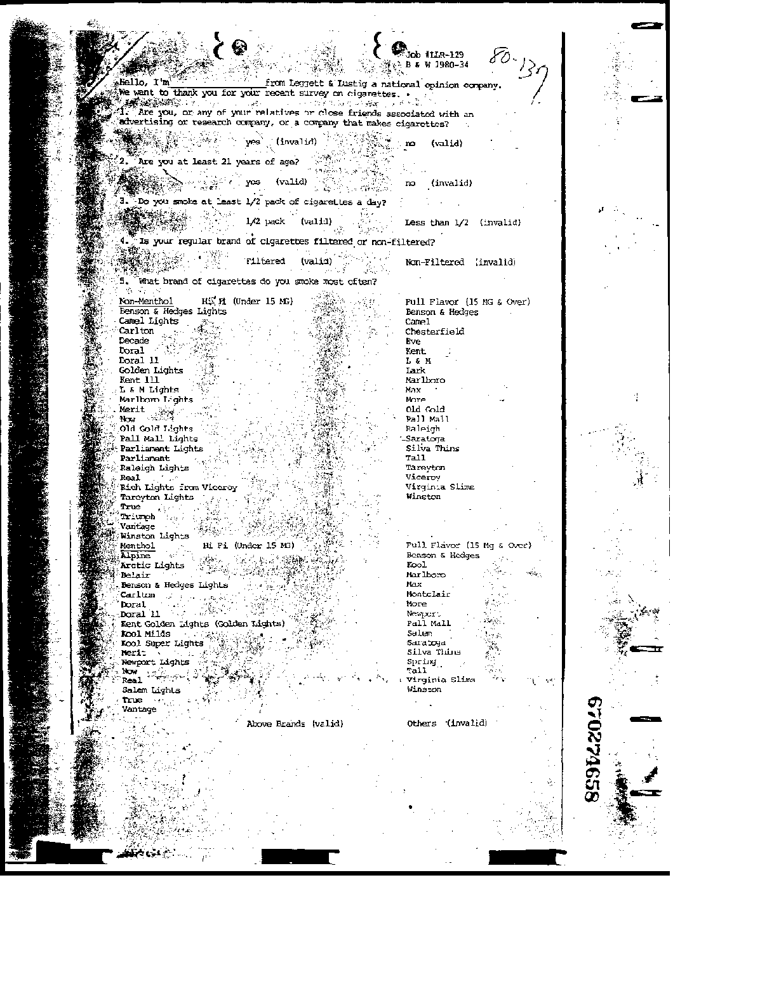 Job #LLR-129
B & W 1980-34
80-137
Hello, I'm ____________ from Leggett & Lustig a national opinion company.
We want to thank you for your recent survey on cigarettes.
1. Are you, or any of your relatives or close friends associated with an
advertising or research company, or a company that makes cigarettes?
yes (invalid) no (valid)
2. Are you at least 21 years of age?
yes (valid) no (invalid)
3. Do you smoke at least 1/2 pack of cigarettes a day?
1/2 pack (valid) Less than 1/2 (invalid)
4. Is your regular brand of cigarettes filtered or non-filtered?
Filtered (valid) Non-Filtered (invalid)
5. What brand of cigarettes do you smoke most often?
Non-Menthol Hi Fi (Under 15 MG)
Benson & Hedges Lights
Camel Lights
Carlton
Decade
Doral
Doral 11
Golden Lights
Kent 111
L & M Lights
Marlboro Lights
Merit
Now
Old Gold Lights
Pall Mall Lights
Parliament Lights
Parliament
Raleigh Lights
Real
Rich Lights from Viceroy
Tareyton Lights
True
Triumph
Vantage
Winston Lights
Full Flavor (15 MG & Over)
Benson & Hedges
Camel
Chesterfield
Eve
Kent
L & M
Lark
Marlboro
Max
More
Old Gold
Pall Mall
Raleigh
Saratoga
Silva Thins
Tall
Tareyton
Viceroy
Virginia Slims
Winston
Menthol Hi Fi (Under 15 MG)
Alpine
Arctic Lights
Belair
Benson & Hedges Lights
Carlton
Doral
Doral 11
Kent Golden Lights (Golden Lights)
Kool Milds
Kool Super Lights
Merit
Newport Lights
Now
Real
Salem Lights
True
Vantage
Full Flavor (15 Mg & Over)
Benson & Hedges
Kool
Marlboro
Max
Montclair
More
Newport
Pall Mall
Salem
Saratoga
Silva Thins
Spring
Tall
Virginia Slims
Winston
Above Brands (valid) Others (invalid)
670274658